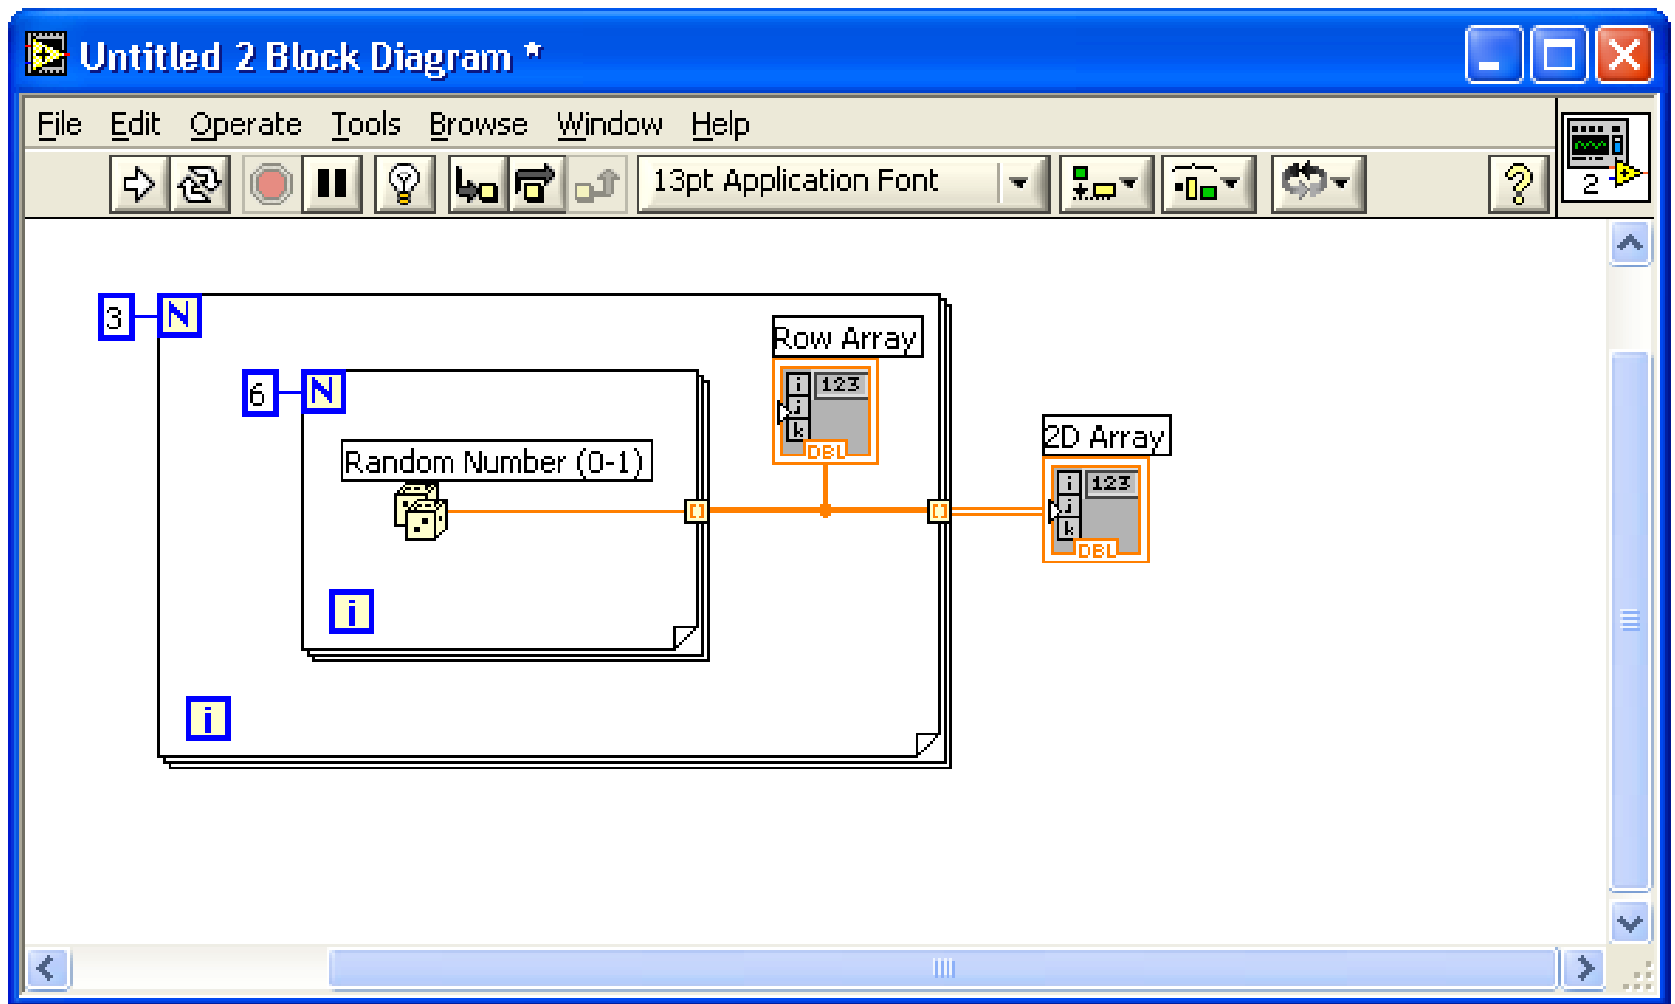 Untitled 2 Block Diagram *
File Edit Operate Tools Browse Window Help
13pt Application Font
2
3 N
Row Array
i 123
j
k
DBL
6 N
2D Array
i 123
j
k
DBL
Random Number (0-1)
i
i